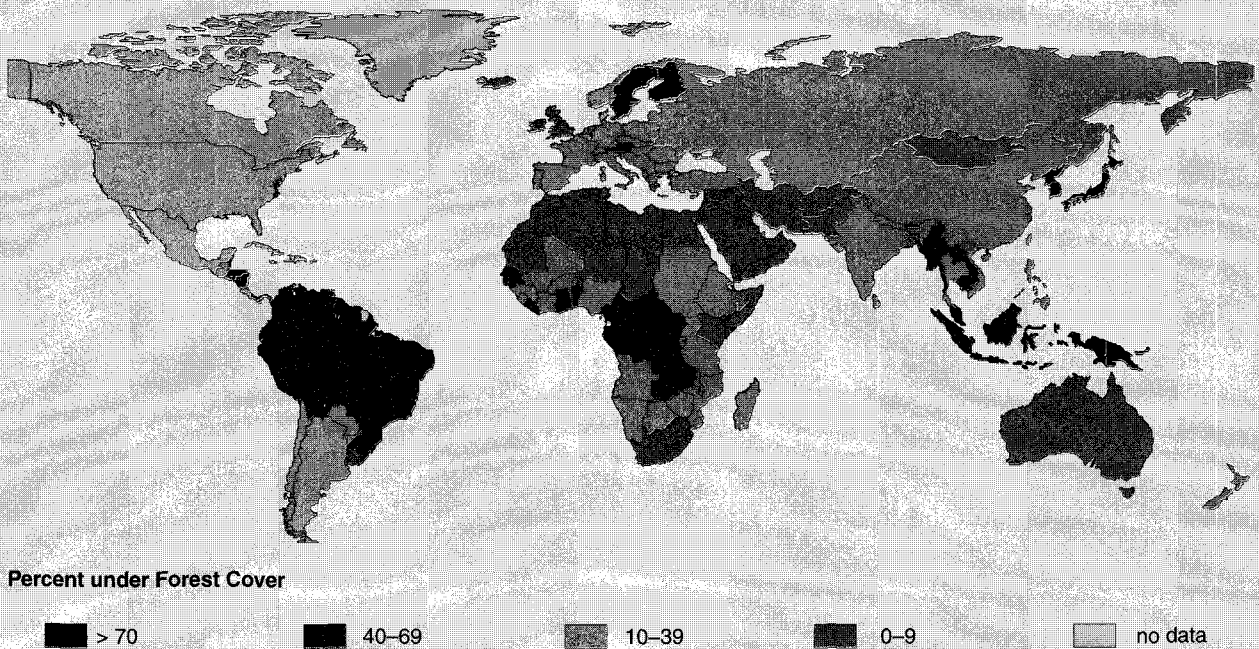 Percent under Forest Cover
> 70 40–69 10–39 0–9 no data